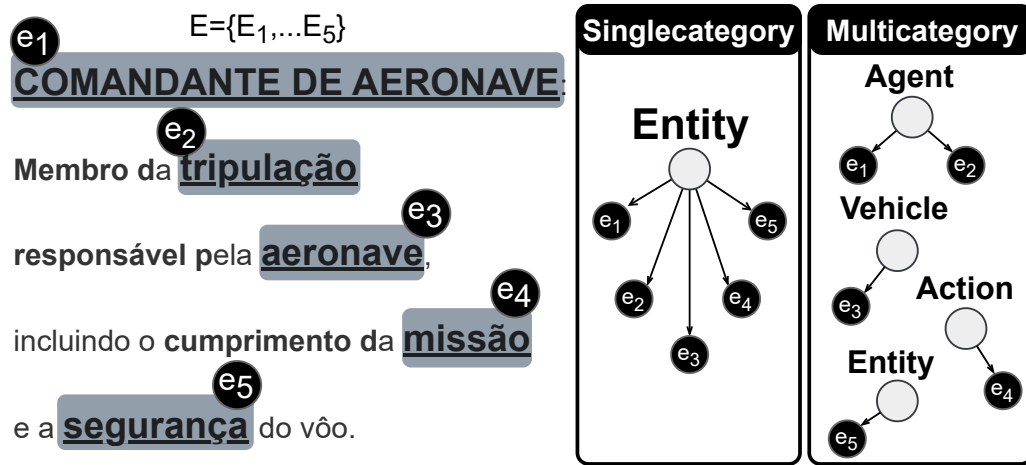 E={E₁,...E₅}
e₁
COMANDANTE DE AERONAVE:
e₂
Membro da tripulação
e₃
responsável pela aeronave,
e₄
incluindo o cumprimento da missão
e₅
e a segurança do vôo.
Singlecategory
Entity
e₁
e₅
e₂
e₄
e₃
Multicategory
Agent
e₁
e₂
Vehicle
e₃
Action
e₄
Entity
e₅